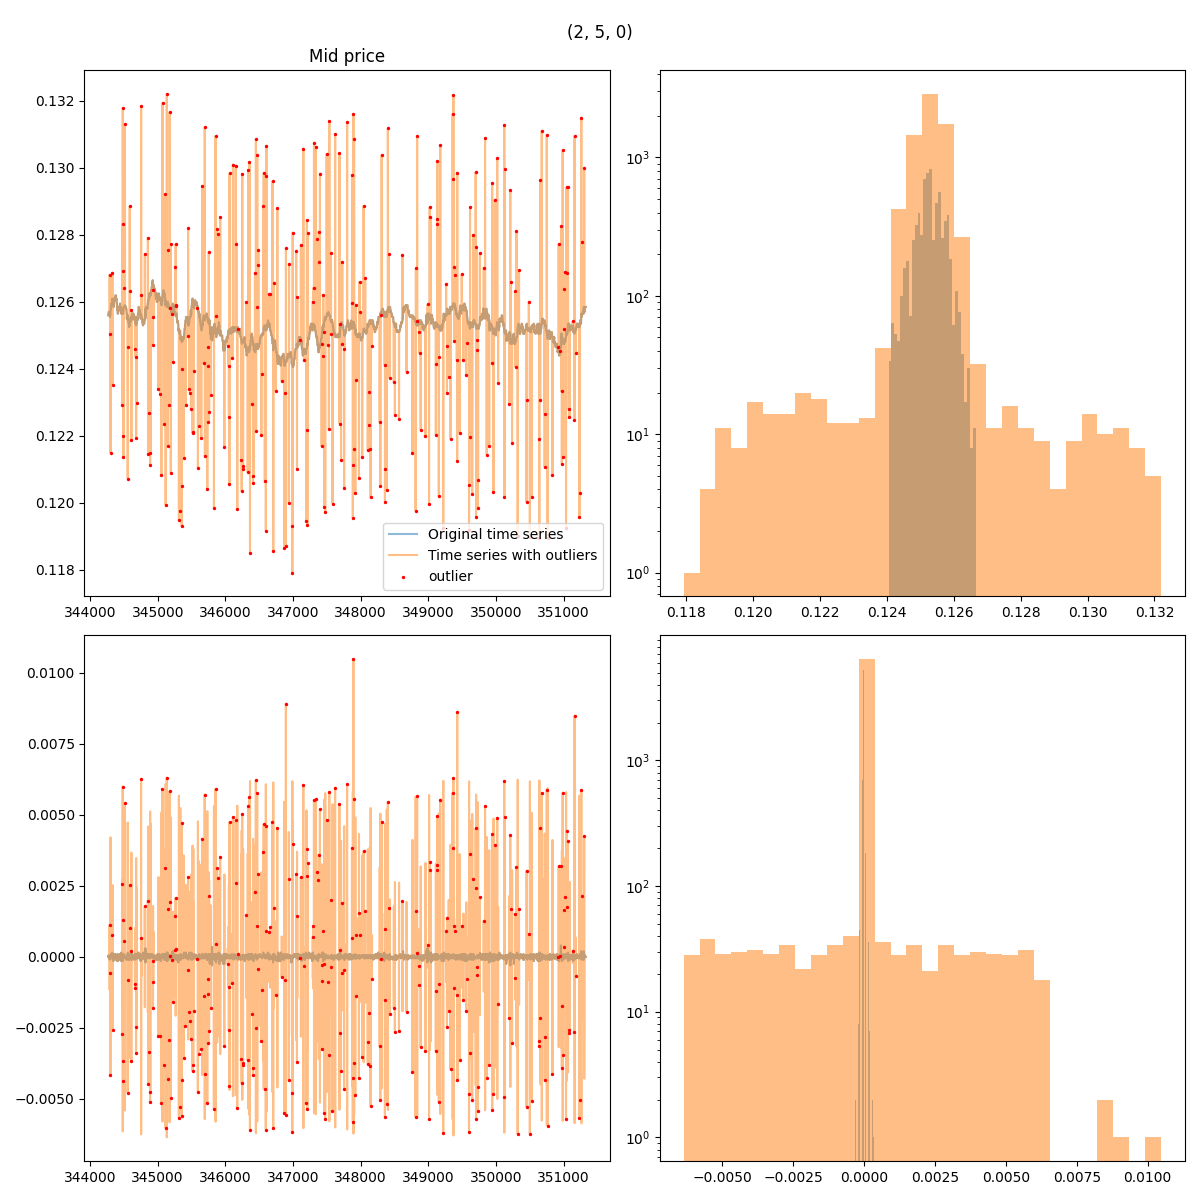 (2, 5, 0)
Mid price
0.132
0.130
0.128
0.126
0.124
0.122
0.120
0.118
Original time series
Time series with outliers
outlier
344000 345000 346000 347000 348000 349000 350000 351000
10³
10²
10¹
10⁰
0.118 0.120 0.122 0.124 0.126 0.128 0.130 0.132
0.0100
0.0075
0.0050
0.0025
0.0000
−0.0025
−0.0050
344000 345000 346000 347000 348000 349000 350000 351000
10³
10²
10¹
10⁰
−0.0050 −0.0025 0.0000 0.0025 0.0050 0.0075 0.0100